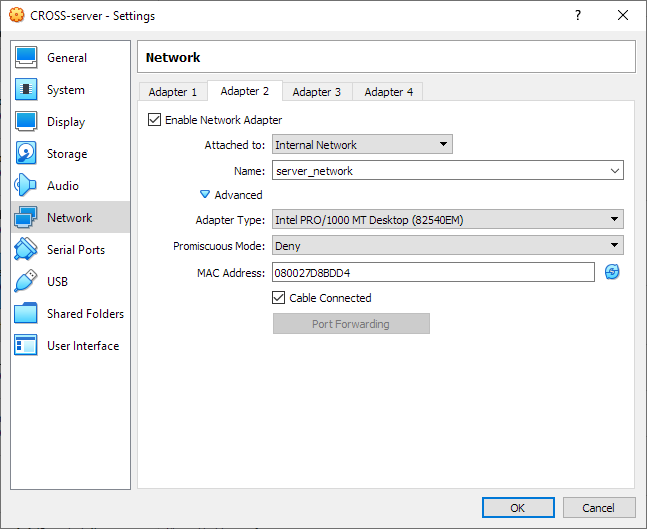 CROSS-server - Settings
?
General
System
Display
Storage
Audio
Network
Serial Ports
USB
Shared Folders
User Interface
Network
Adapter 1 Adapter 2 Adapter 3 Adapter 4
Enable Network Adapter
Attached to: Internal Network
Name: server_network
Advanced
Adapter Type: Intel PRO/1000 MT Desktop (82540EM)
Promiscuous Mode: Deny
MAC Address: 080027D8BDD4
Cable Connected
Port Forwarding
OK Cancel